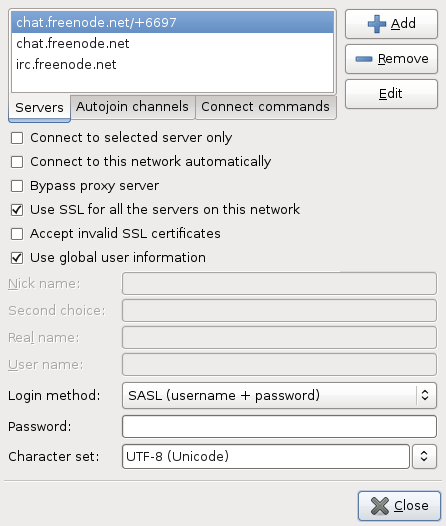 chat.freenode.net/+6697
chat.freenode.net
irc.freenode.net
Add
Remove
Edit
Servers
Autojoin channels
Connect commands
Connect to selected server only
Connect to this network automatically
Bypass proxy server
Use SSL for all the servers on this network
Accept invalid SSL certificates
Use global user information
Nick name:
Second choice:
Real name:
User name:
Login method: SASL (username + password)
Password:
Character set: UTF-8 (Unicode)
Close